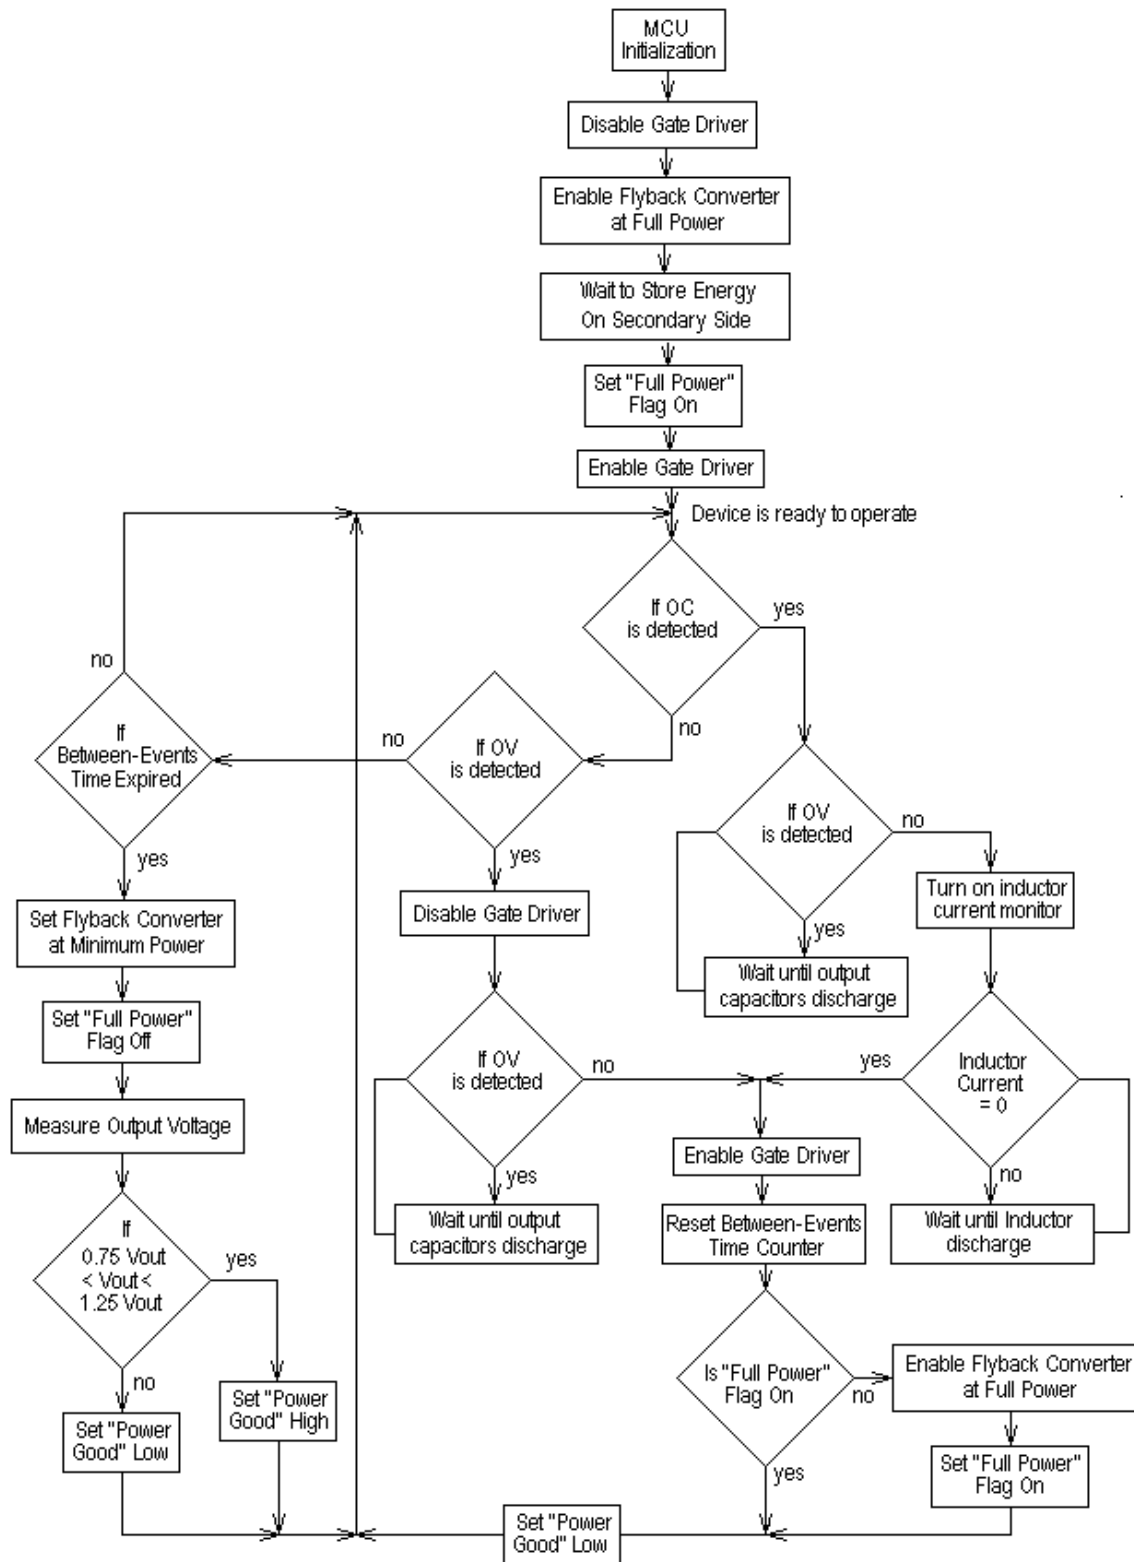 MCU
Initialization
Disable Gate Driver
Enable Flyback Converter
at Full Power
Wait to Store Energy
On Secondary Side
Set "Full Power"
Flag On
Enable Gate Driver
Device is ready to operate
If OC
is detected
yes
no
If OV
is detected
no
yes
If
Between-Events
Time Expired
no
yes
If OV
is detected
no
yes
Turn on inductor
current monitor
Wait until output
capacitors discharge
Set Flyback Converter
at Minimum Power
Disable Gate Driver
Set "Full Power"
Flag Off
If OV
is detected
no
yes
Inductor
Current
= 0
yes
no
Measure Output Voltage
Enable Gate Driver
Wait until output
capacitors discharge
Reset Between-Events
Time Counter
Wait until Inductor
discharge
If
0.75 Vout
< Vout <
1.25 Vout
yes
no
Is "Full Power"
Flag On
no
yes
Enable Flyback Converter
at Full Power
Set "Power
Good" High
Set "Power
Good" Low
Set "Full Power"
Flag On
Set "Power
Good" Low